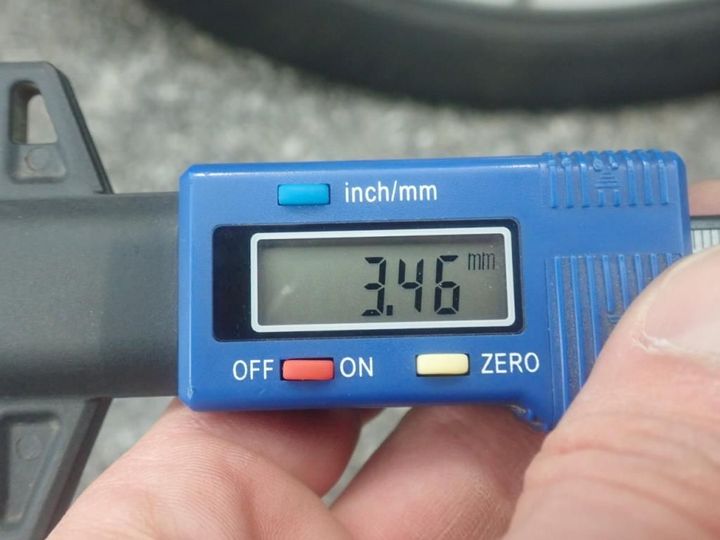 inch/mm
3.46 mm
OFF ON ZERO